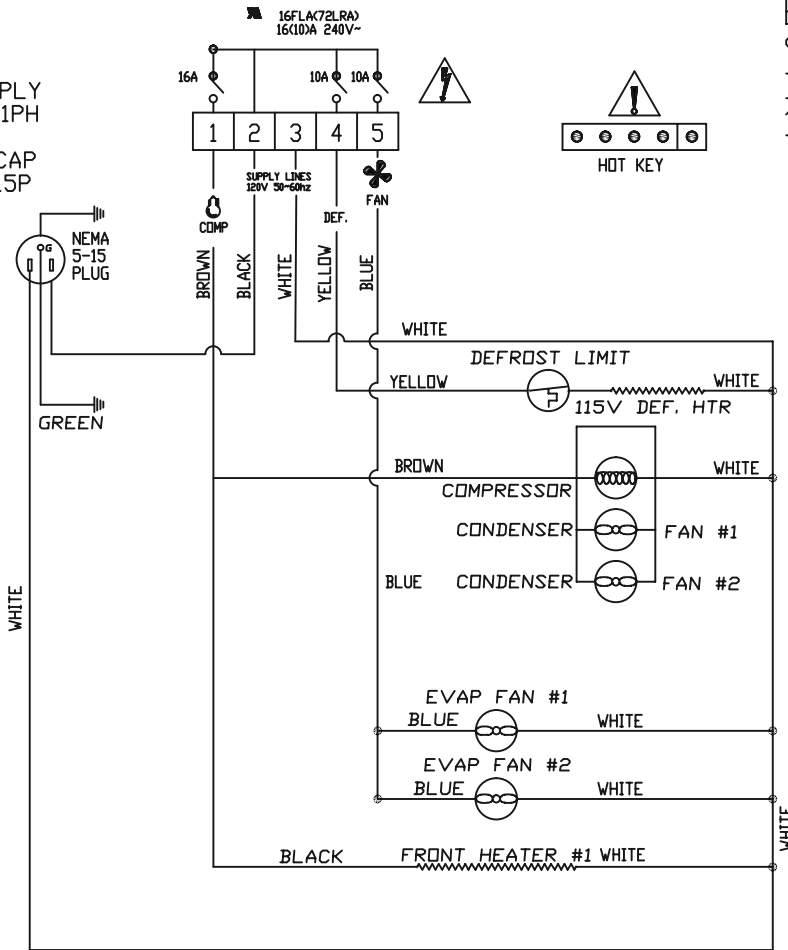 16FLA(72LRA)
16(10)A 240V~
16A
10A
10A
PLY
1PH
CAP
5P
1
2
3
4
5
SUPPLY LINES
120V 50-60hz
HOT KEY
COMP
DEF.
FAN
G
NEMA
5-15
PLUG
BROWN
BLACK
WHITE
YELLOW
BLUE
WHITE
DEFROST LIMIT
YELLOW
WHITE
115V DEF. HTR
GREEN
BROWN
WHITE
COMPRESSOR
CONDENSER
FAN #1
BLUE
CONDENSER
FAN #2
WHITE
EVAP FAN #1
BLUE
WHITE
EVAP FAN #2
BLUE
WHITE
WHITE
BLACK
FRONT HEATER #1
WHITE